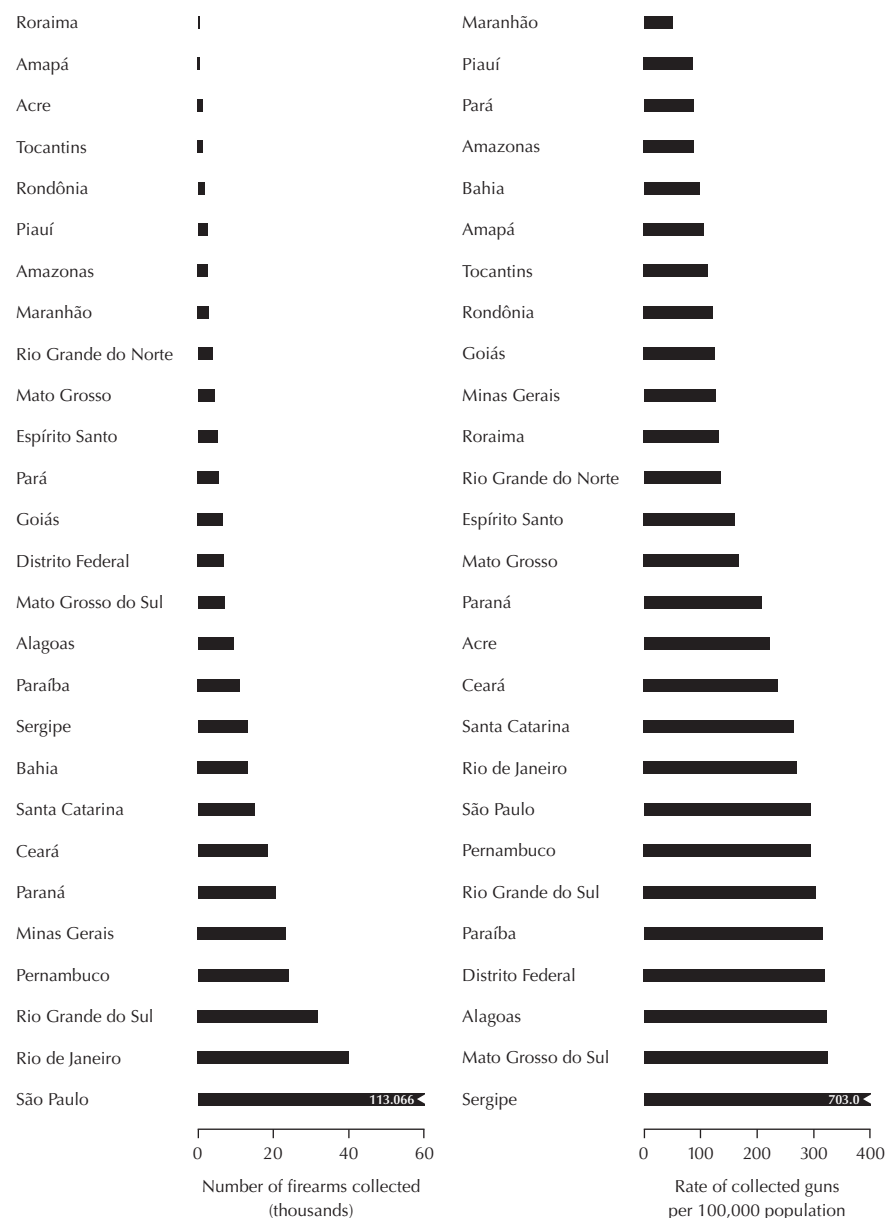 Roraima
Amapá
Acre
Tocantins
Rondônia
Piauí
Amazonas
Maranhão
Rio Grande do Norte
Mato Grosso
Espírito Santo
Pará
Goiás
Distrito Federal
Mato Grosso do Sul
Alagoas
Paraíba
Sergipe
Bahia
Santa Catarina
Ceará
Paraná
Minas Gerais
Pernambuco
Rio Grande do Sul
Rio de Janeiro
São Paulo 113.066
0 20 40 60
Number of firearms collected
(thousands)
Maranhão
Piauí
Pará
Amazonas
Bahia
Amapá
Tocantins
Rondônia
Goiás
Minas Gerais
Roraima
Rio Grande do Norte
Espírito Santo
Mato Grosso
Paraná
Acre
Ceará
Santa Catarina
Rio de Janeiro
São Paulo
Pernambuco
Rio Grande do Sul
Paraíba
Distrito Federal
Alagoas
Mato Grosso do Sul
Sergipe 703.0
0 100 200 300 400
Rate of collected guns
per 100,000 population